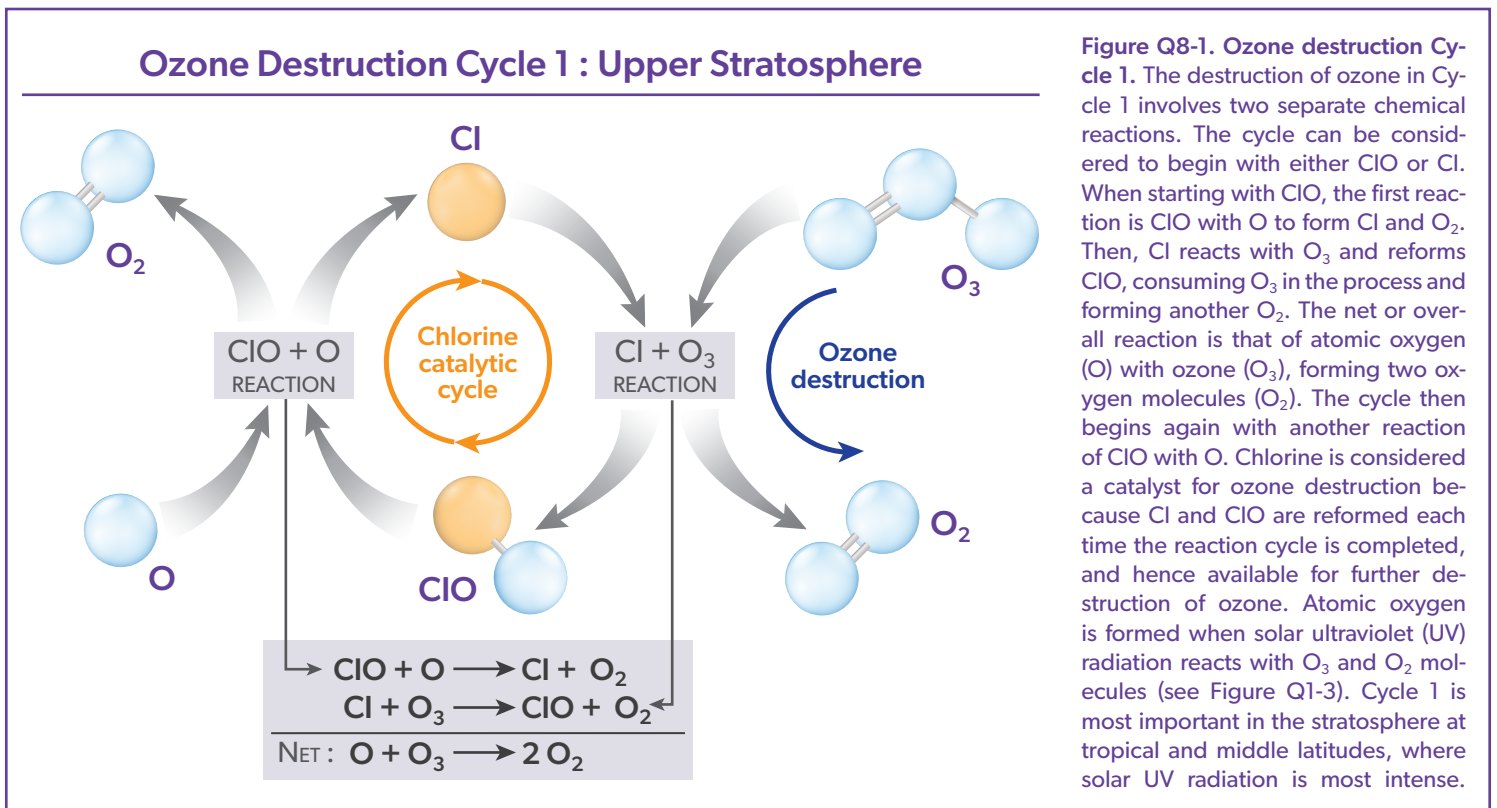 Ozone Destruction Cycle 1 : Upper Stratosphere
Cl
O₂
O₃
ClO + O
REACTION
Chlorine
catalytic
cycle
Cl + O₃
REACTION
Ozone
destruction
O
ClO
O₂
ClO + O → Cl + O₂
Cl + O₃ → ClO + O₂
NET : O + O₃ → 2 O₂
Figure Q8-1. Ozone destruction Cy-
cle 1. The destruction of ozone in Cy-
cle 1 involves two separate chemical
reactions. The cycle can be consid-
ered to begin with either ClO or Cl.
When starting with ClO, the first reac-
tion is ClO with O to form Cl and O₂.
Then, Cl reacts with O₃ and reforms
ClO, consuming O₃ in the process and
forming another O₂. The net or over-
all reaction is that of atomic oxygen
(O) with ozone (O₃), forming two ox-
ygen molecules (O₂). The cycle then
begins again with another reaction
of ClO with O. Chlorine is considered
a catalyst for ozone destruction be-
cause Cl and ClO are reformed each
time the reaction cycle is completed,
and hence available for further de-
struction of ozone. Atomic oxygen
is formed when solar ultraviolet (UV)
radiation reacts with O₃ and O₂ mol-
ecules (see Figure Q1-3). Cycle 1 is
most important in the stratosphere at
tropical and middle latitudes, where
solar UV radiation is most intense.